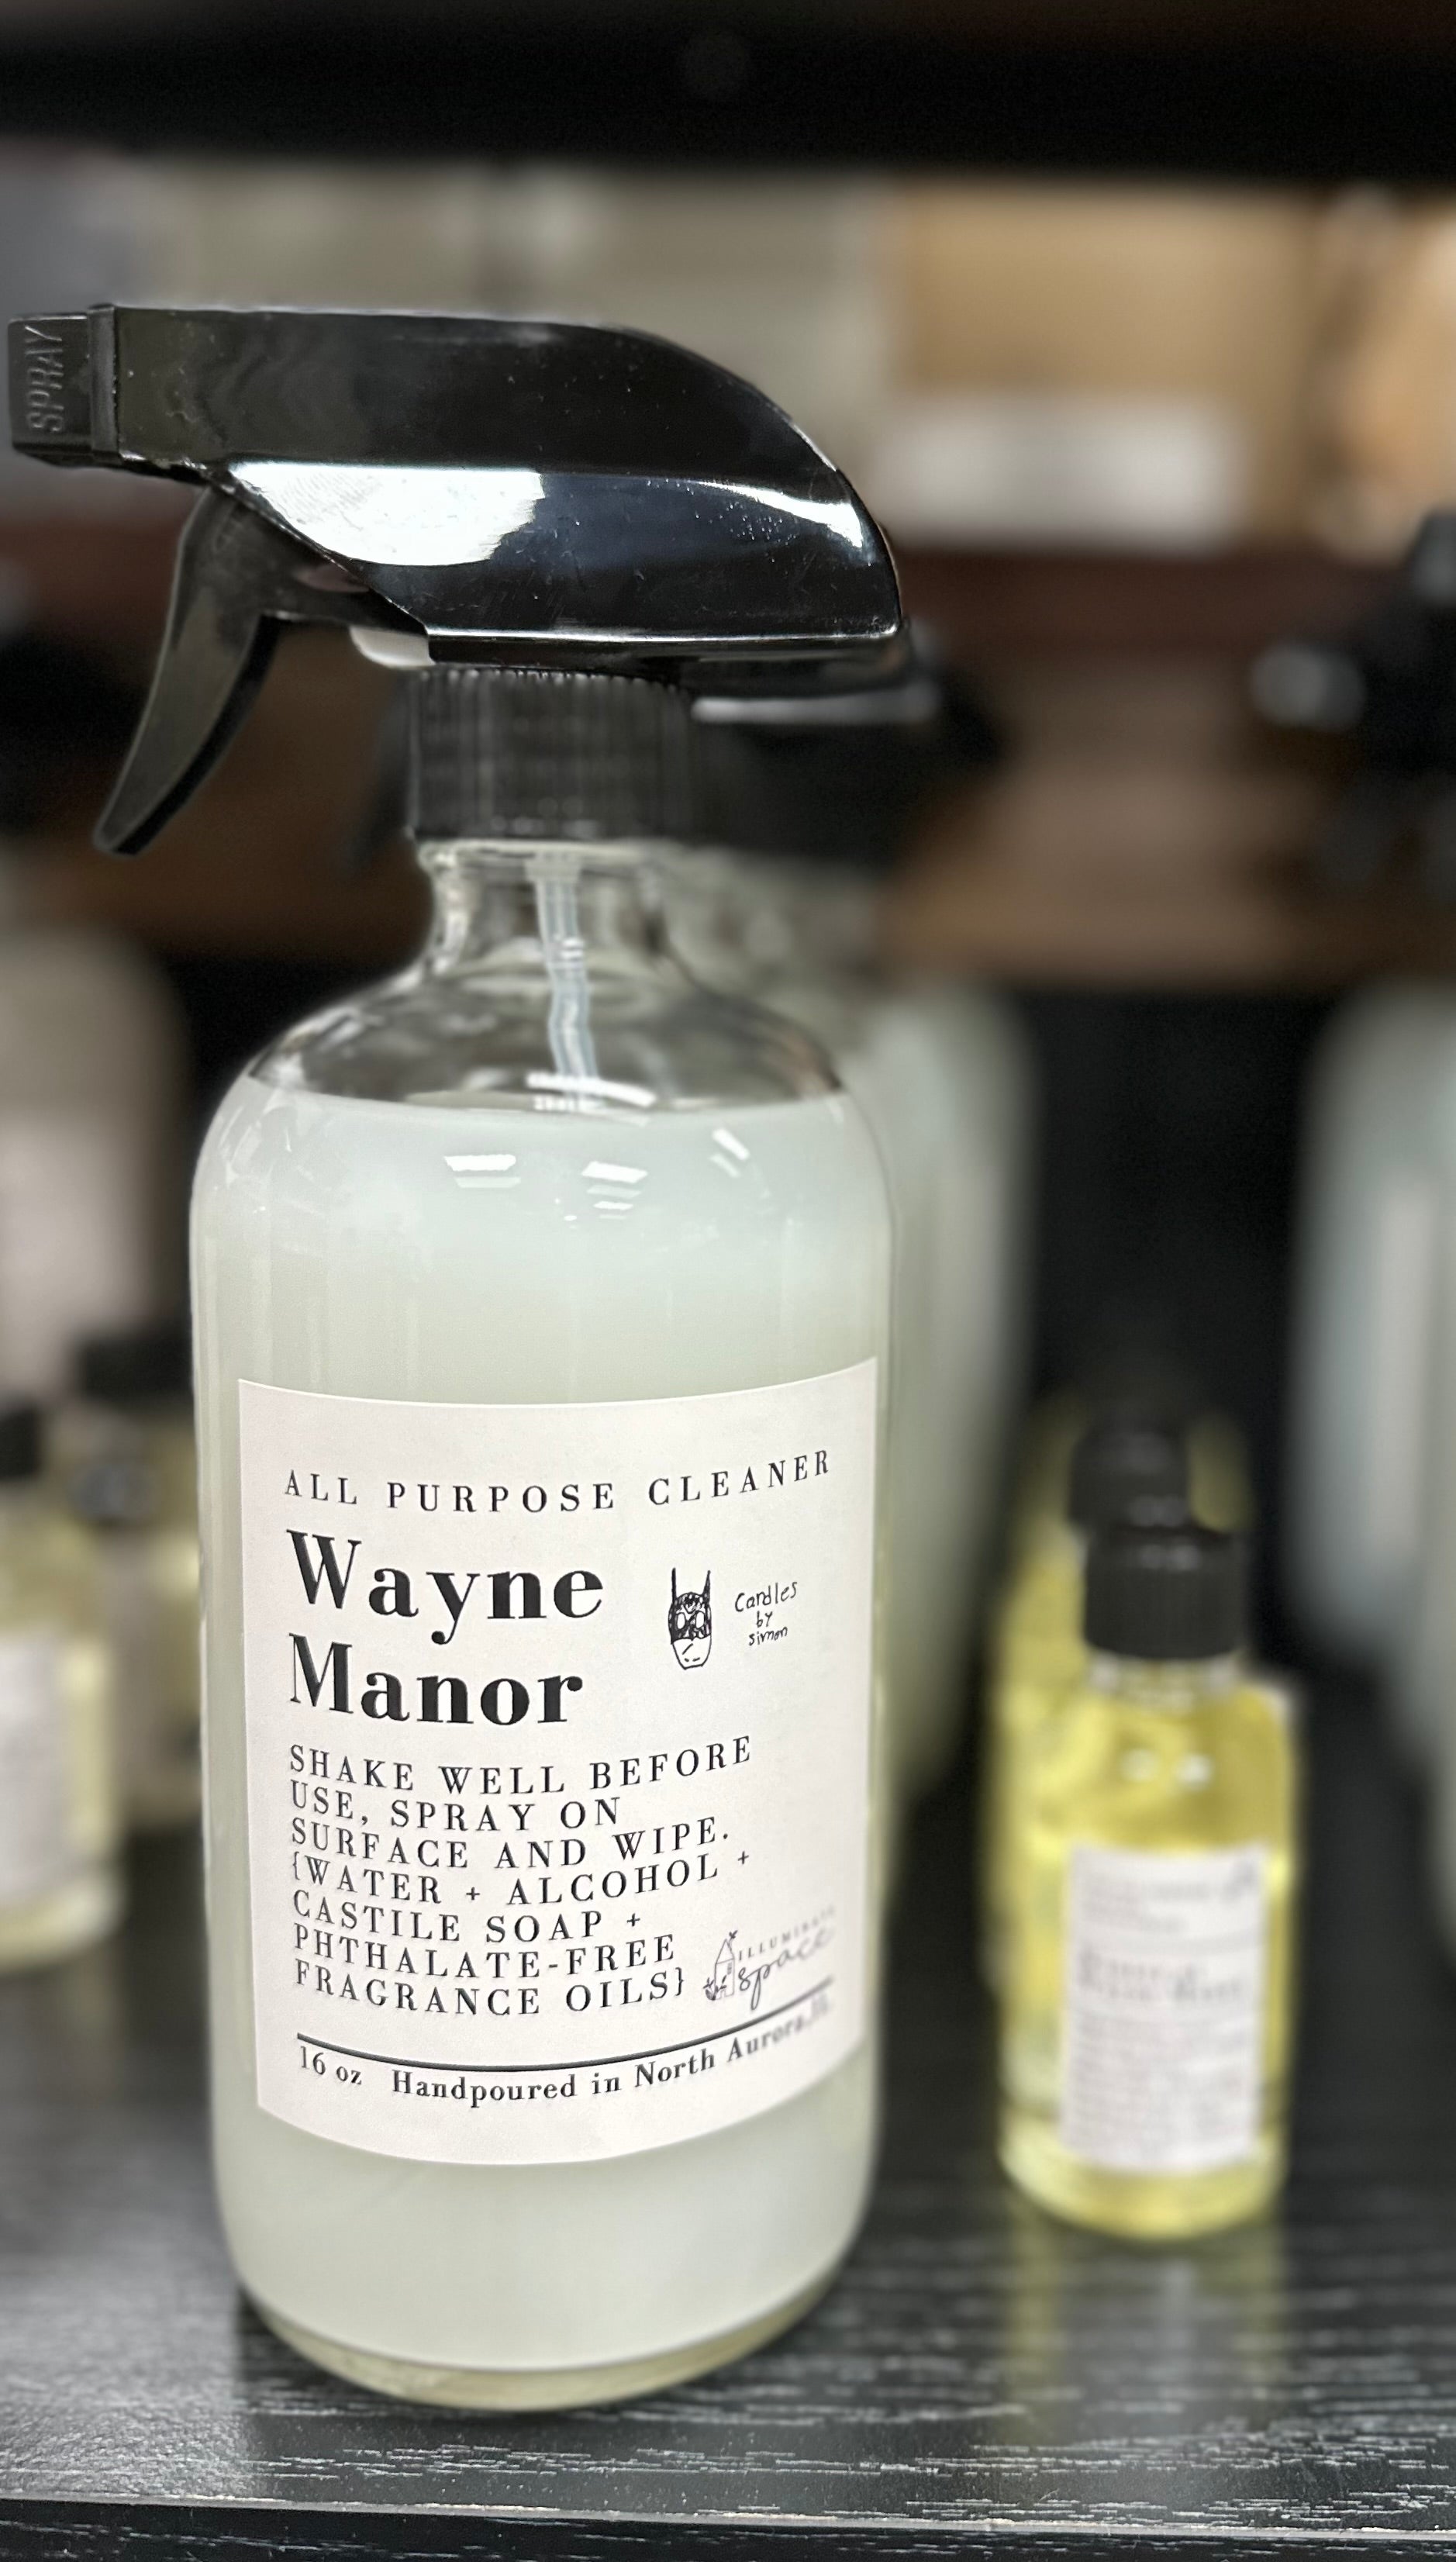 SPRAY
ALL PURPOSE CLEANER
Wayne
Manor
Candles
by
simon
SHAKE WELL BEFORE
USE, SPRAY ON
SURFACE AND WIPE.
{WATER + ALCOHOL +
CASTILE SOAP +
PHTHALATE-FREE
FRAGRANCE OILS}
ILLUMINATE
space
16 oz Handpoured in North Aurora, IL